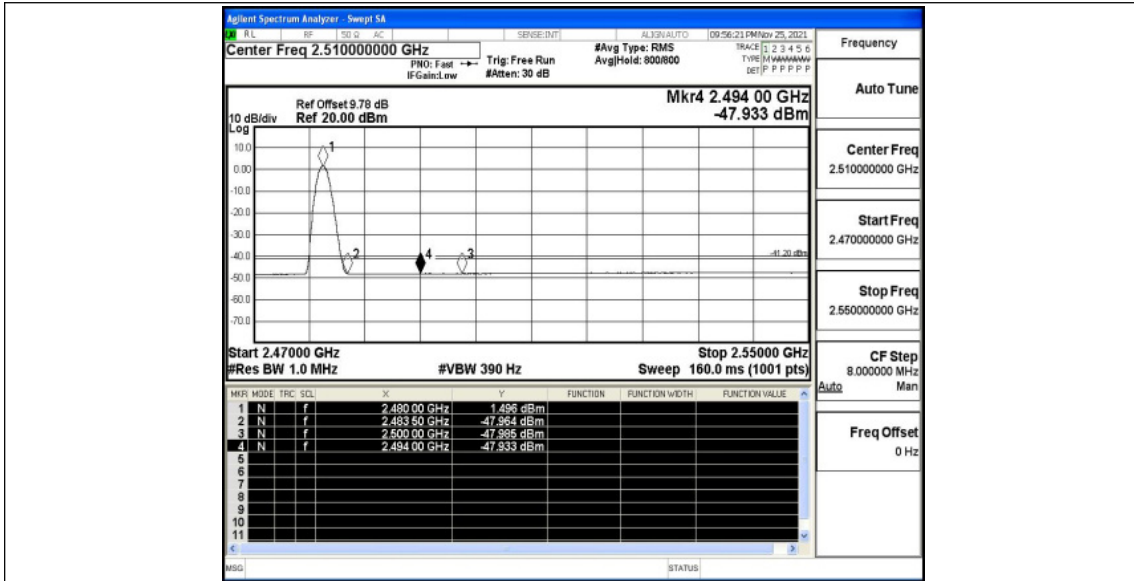 Agilent Spectrum Analyzer - Swept SA
RL RF 50 Ω AC SENSE:INT ALIGNAUTO 09:56:21 PM Nov 25, 2021
Center Freq 2.510000000 GHz
PNO: Fast
IFGain:Low
Trig: Free Run
#Atten: 30 dB
#Avg Type: RMS
Avg|Hold: 800/800
TRACE 1 2 3 4 5 6
TYPE M
DET P P P P P P
Ref Offset 9.78 dB
10 dB/div Ref 20.00 dBm
Log
Mkr4 2.494 00 GHz
-47.933 dBm
10.0
0.00
-10.0
-20.0
-30.0
-40.0
-50.0
-60.0
-70.0
1
2
4
3
-41.20 dBm
Start 2.47000 GHz Stop 2.55000 GHz
#Res BW 1.0 MHz #VBW 390 Hz Sweep 160.0 ms (1001 pts)
MKR MODE TRC SCL X Y FUNCTION FUNCTION WIDTH FUNCTION VALUE
1 N f 2.480 00 GHz 1.496 dBm
2 N f 2.483 50 GHz -47.964 dBm
3 N f 2.500 00 GHz -47.985 dBm
4 N f 2.494 00 GHz -47.933 dBm
5
6
7
8
9
10
11
MSG STATUS
Frequency
Auto Tune
Center Freq
2.510000000 GHz
Start Freq
2.470000000 GHz
Stop Freq
2.550000000 GHz
CF Step
8.000000 MHz
Auto Man
Freq Offset
0 Hz